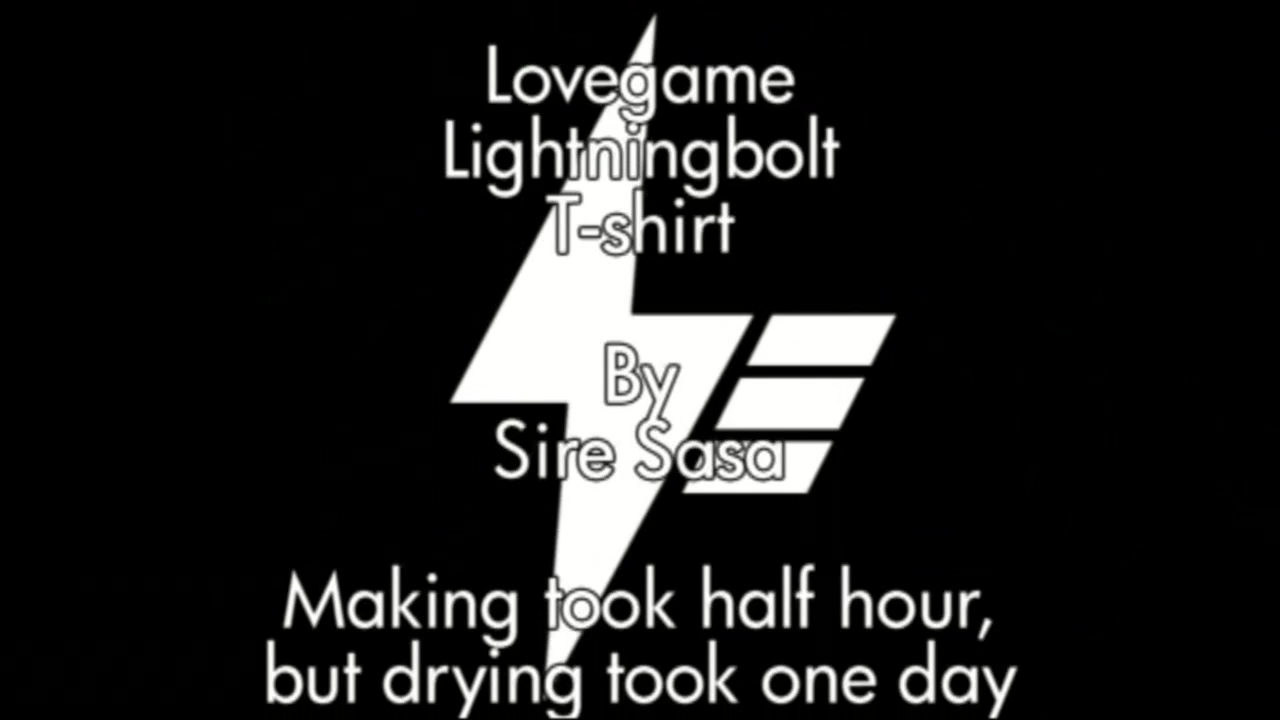 Lovegame
Lightningbolt
T-shirt
By
Sire Sasa
Making took half hour,
but drying took one day